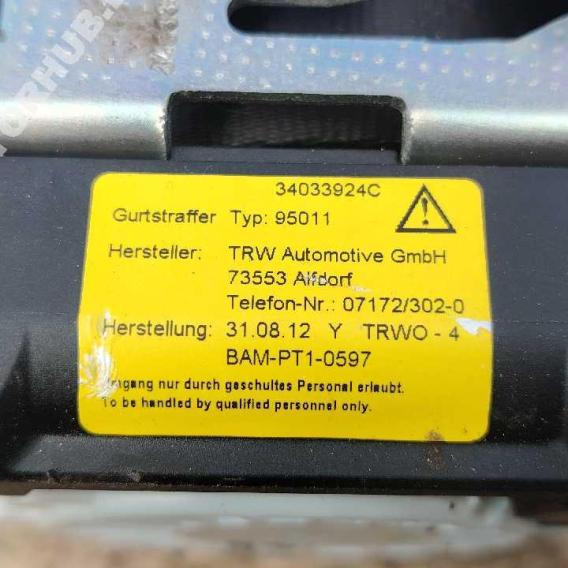 34033924C
Gurtstraffer Typ: 95011
Hersteller: TRW Automotive GmbH
73553 Alfdorf
Telefon-Nr.: 07172/302-0
Herstellung: 31.08.12 Y TRWO - 4
BAM-PT1-0597
Umgang nur durch geschultes Personal erlaubt.
To be handled by qualified personnel only.